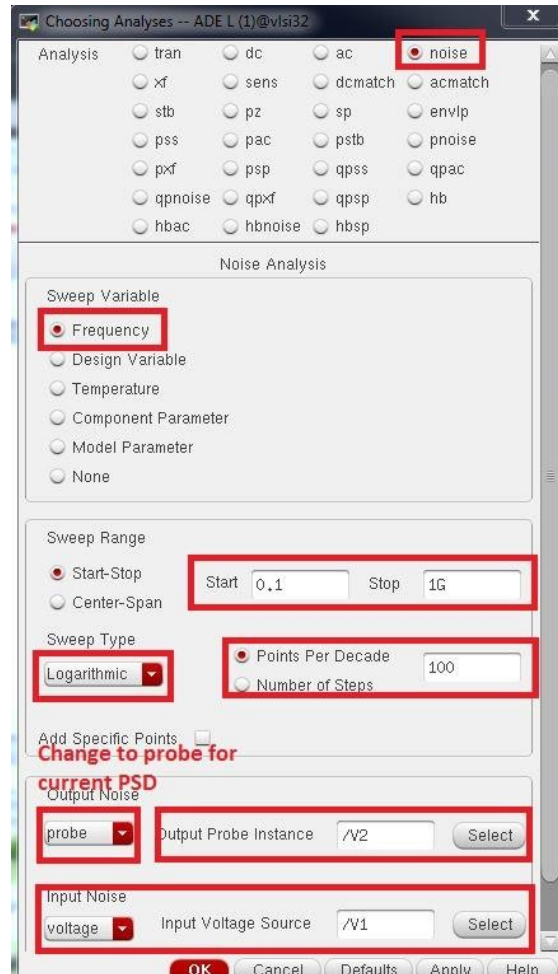 Choosing Analyses -- ADE L (1)@vlsi32
x
Analysis tran dc ac noise
xf sens dcmatch acmatch
stb pz sp envlp
pss pac pstb pnoise
pxf psp qpss qpac
qpnoise qpxf qpsp hb
hbac hbnoise hbsp
Noise Analysis
Sweep Variable
Frequency
Design Variable
Temperature
Component Parameter
Model Parameter
None
Sweep Range
Start-Stop
Center-Span
Start 0.1 Stop 1G
Sweep Type
Logarithmic
Points Per Decade
Number of Steps
100
Add Specific Points
Change to probe for
current PSD
Output Noise
probe Output Probe Instance /V2 Select
Input Noise
voltage Input Voltage Source /V1 Select
OK Cancel Defaults Apply Help